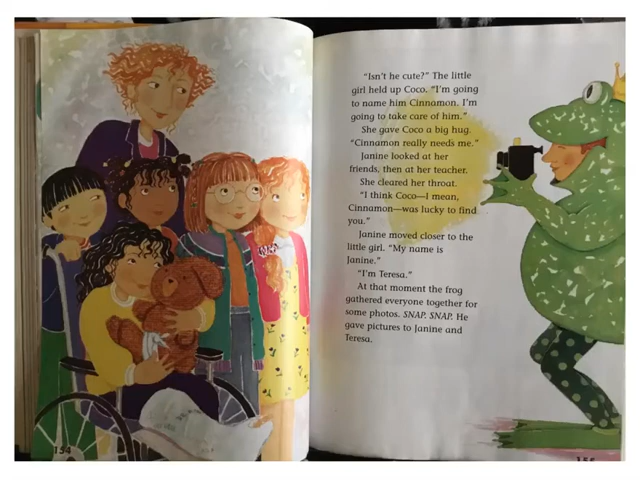 "Isn't he cute?" The little
girl held up Coco. "I'm going
to name him Cinnamon. I'm
going to take care of him."
She gave Coco a big hug.
"Cinnamon really needs me."
Janine looked at her
friends, then at her teacher.
She cleared her throat.
"I think Coco—I mean,
Cinnamon—was lucky to find
you."
Janine moved closer to the
little girl. "My name is
Janine."
"I'm Teresa."
At that moment the frog
gathered everyone together for
some photos. SNAP. SNAP. He
gave pictures to Janine and
Teresa.
154
155